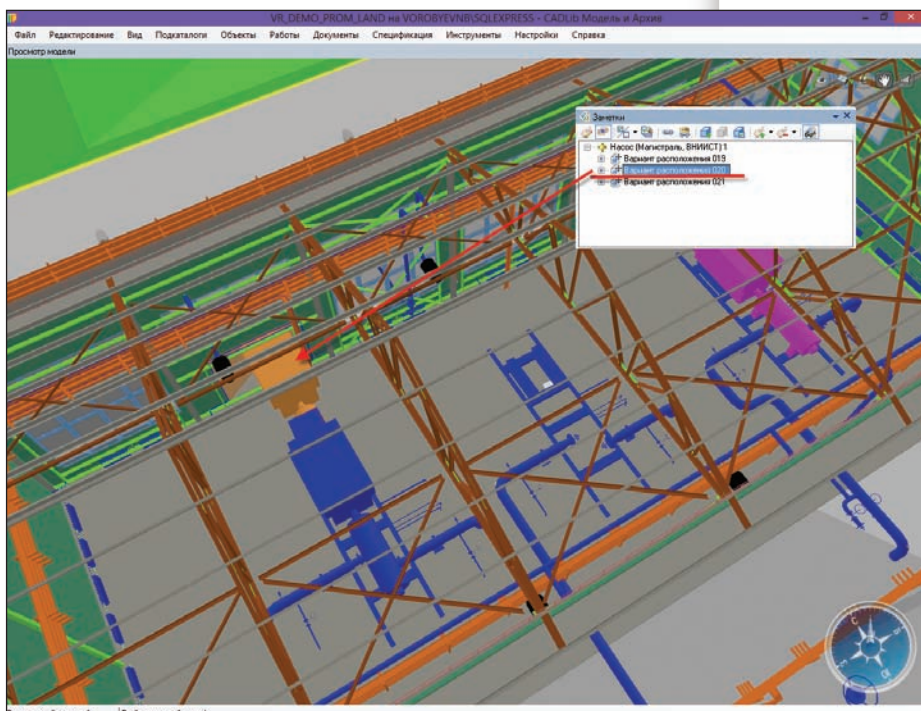 VR_DEMO_PROM_LAND на VOROBYEVNB\SQLEXPRESS - CADLib Модель и Архив
Файл Редактирование Вид Подкаталоги Объекты Работы Документы Спецификация Инструменты Настройки Справка
Просмотр модели
Заметки
Насос (Магистраль, ВНИИСТ) 1
Вариант расположения 019
Вариант расположения 020
Вариант расположения 021